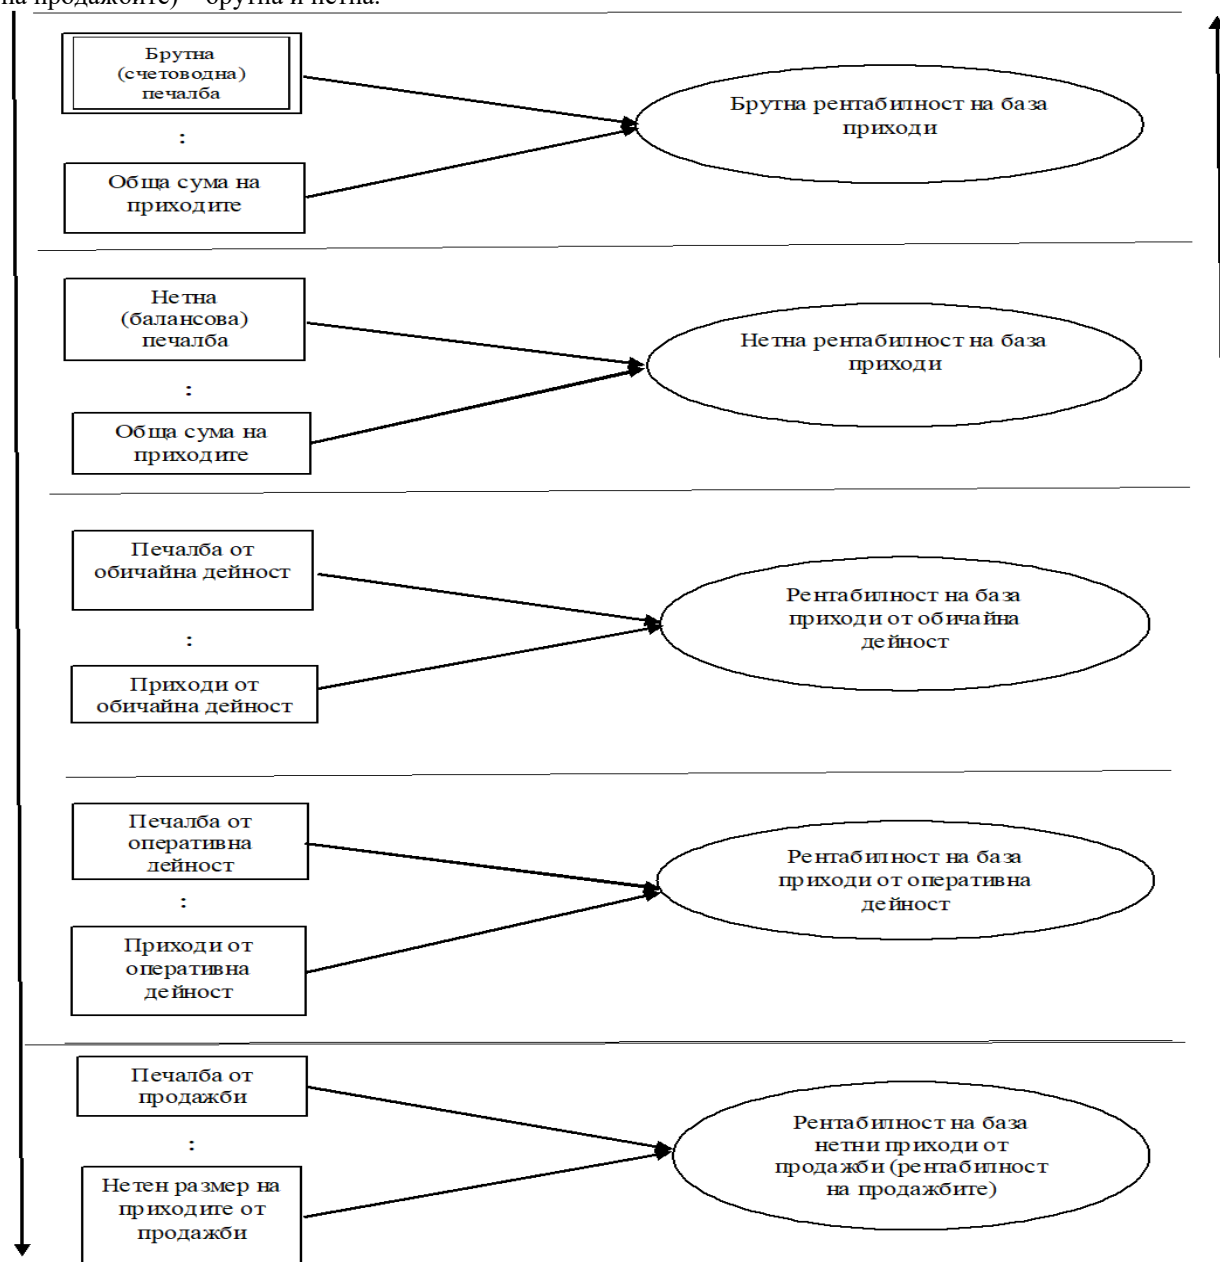 на продажбите) – брутна и нетна.
Брутна
(счетоводна)
печалба
:
Обща сума на
приходите
Брутна рентабилност на база
приходи
Нетна
(балансова)
печалба
:
Обща сума на
приходите
Нетна рентабилност на база
приходи
Печалба от
обичайна дейност
:
Приходи от
обичайна дейност
Рентабилност на база
приходи от обичайна
дейност
Печалба от
оперативна
дейност
:
Приходи от
оперативна
дейност
Рентабилност на база
приходи от оперативна
дейност
Печалба от
продажби
:
Нетен размер на
приходите от
продажби
Рентабилност на база
нетни приходи от
продажби (рентабилност
на продажбите)